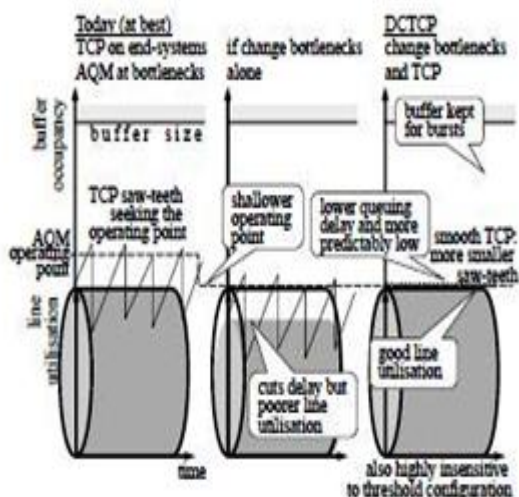 Today (at best)
TCP on end-systems
AQM at bottlenecks
if change bottlenecks
alone
DCTCP
change bottlenecks
and TCP
buffer
occupancy
buffer size
buffer kept
for bursts
TCP saw-teeth
seeking the
operating point
shallower
operating
point
lower queuing
delay and more
predictably low
smooth TCP:
more smaller
saw-teeth
AQM
operating
point
line
utilisation
cuts delay but
poorer line
utilisation
good line
utilisation
time
also highly insensitive
to threshold configuration